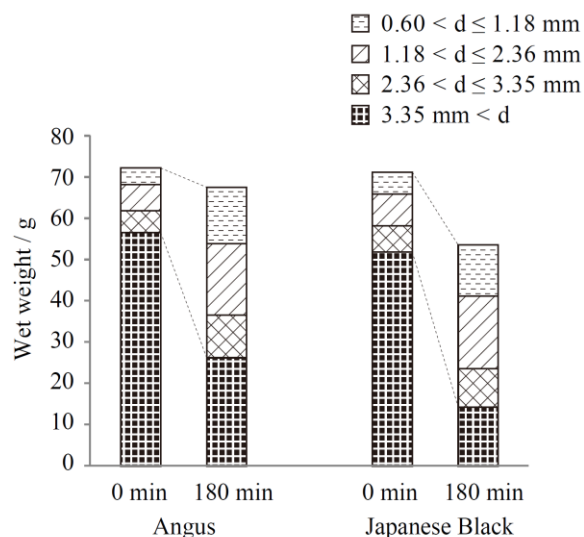 0.60 < d ≤ 1.18 mm
1.18 < d ≤ 2.36 mm
2.36 < d ≤ 3.35 mm
3.35 mm < d
Wet weight / g
80
70
60
50
40
30
20
10
0
0 min 180 min 0 min 180 min
Angus Japanese Black